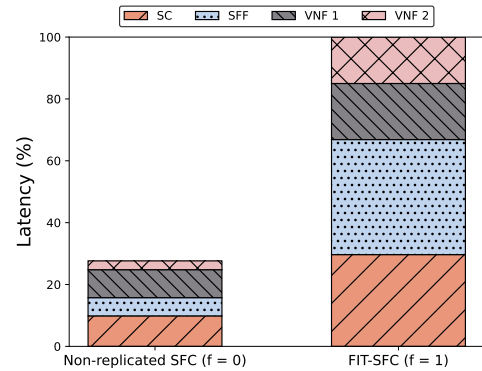 SC SFF VNF 1 VNF 2
100
80
60
40
20
0
Latency (%)
Non-replicated SFC (f = 0) FIT-SFC (f = 1)